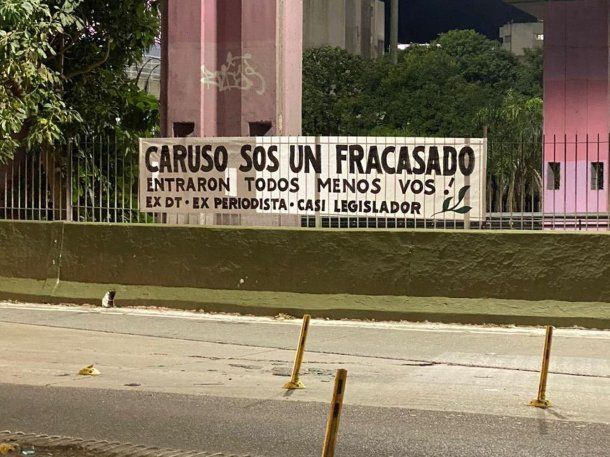 CARUSO SOS UN FRACASADO
ENTRARON TODOS MENOS VOS!
EX DT · EX PERIODISTA · CASI LEGISLADOR